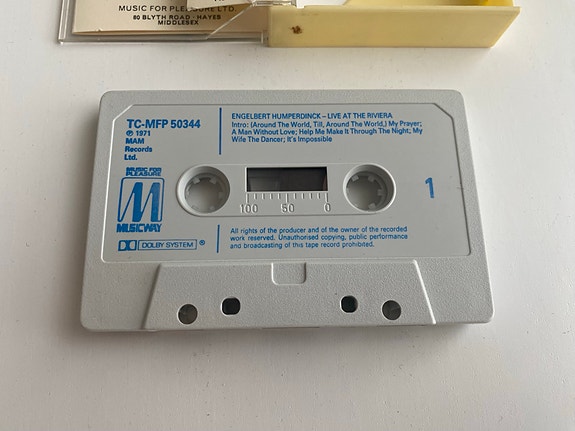 MUSIC FOR PLEASURE LTD.
80 BLYTH ROAD · HAYES
MIDDLESEX
TC-MFP 50344
℗ 1971
MAM
Records
Ltd.
MUSIC FOR
PLEASURE
M
MUSICWAY
DOLBY SYSTEM ®
ENGELBERT HUMPERDINCK – LIVE AT THE RIVIERA
Intro: (Around The World, Till, Around The World,) My Prayer;
A Man Without Love; Help Me Make It Through The Night; My
Wife The Dancer; It's Impossible
100 50 0
1
All rights of the producer and of the owner of the recorded
work reserved. Unauthorised copying, public performance
and broadcasting of this tape record prohibited.